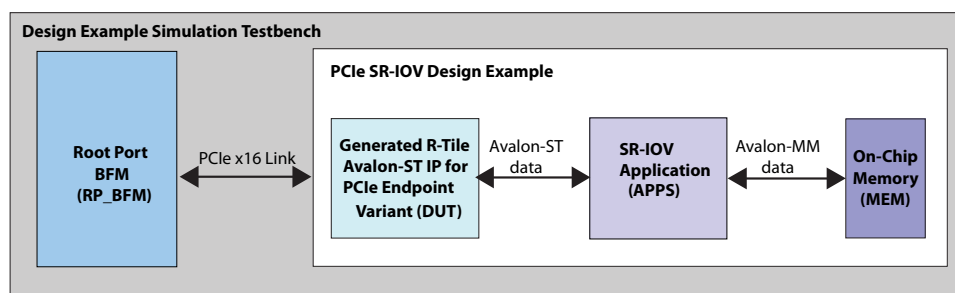 Design Example Simulation Testbench
PCIe SR-IOV Design Example
Root Port
BFM
(RP_BFM)
PCIe x16 Link
Generated R-Tile
Avalon-ST IP for
PCIe Endpoint
Variant (DUT)
Avalon-ST
data
SR-IOV
Application
(APPS)
Avalon-MM
data
On-Chip
Memory
(MEM)